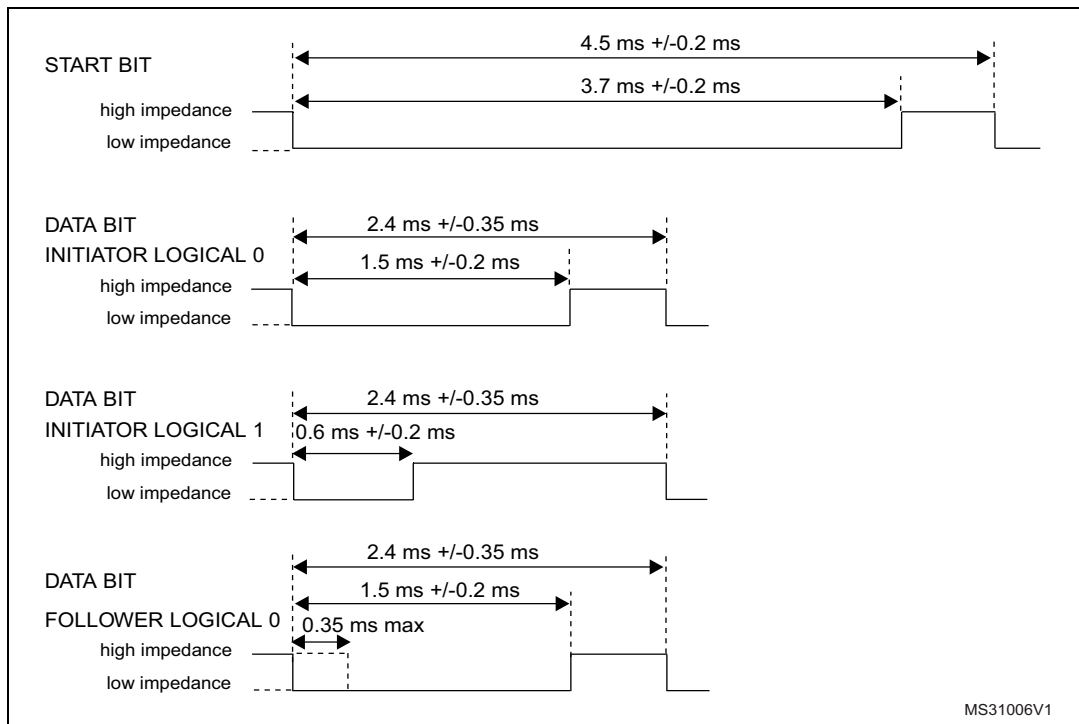 4.5 ms +/-0.2 ms
START BIT
3.7 ms +/-0.2 ms
high impedance
low impedance
DATA BIT
2.4 ms +/-0.35 ms
INITIATOR LOGICAL 0
1.5 ms +/-0.2 ms
high impedance
low impedance
DATA BIT
2.4 ms +/-0.35 ms
INITIATOR LOGICAL 1
0.6 ms +/-0.2 ms
high impedance
low impedance
2.4 ms +/-0.35 ms
DATA BIT
1.5 ms +/-0.2 ms
FOLLOWER LOGICAL 0
0.35 ms max
high impedance
low impedance
MS31006V1